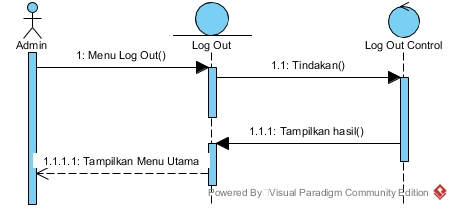 Admin
Log Out
Log Out Control
1: Menu Log Out()
1.1: Tindakan()
1.1.1: Tampilkan hasil()
1.1.1.1: Tampilkan Menu Utama
Powered By Visual Paradigm Community Edition